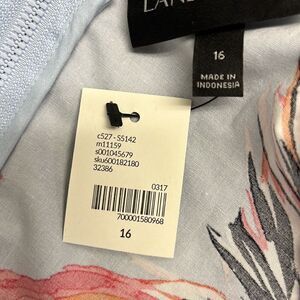 16
MADE IN
INDONESIA
c527 - S5142
m11159
s001045679
sku600182180
32386
0317
700001580968
16